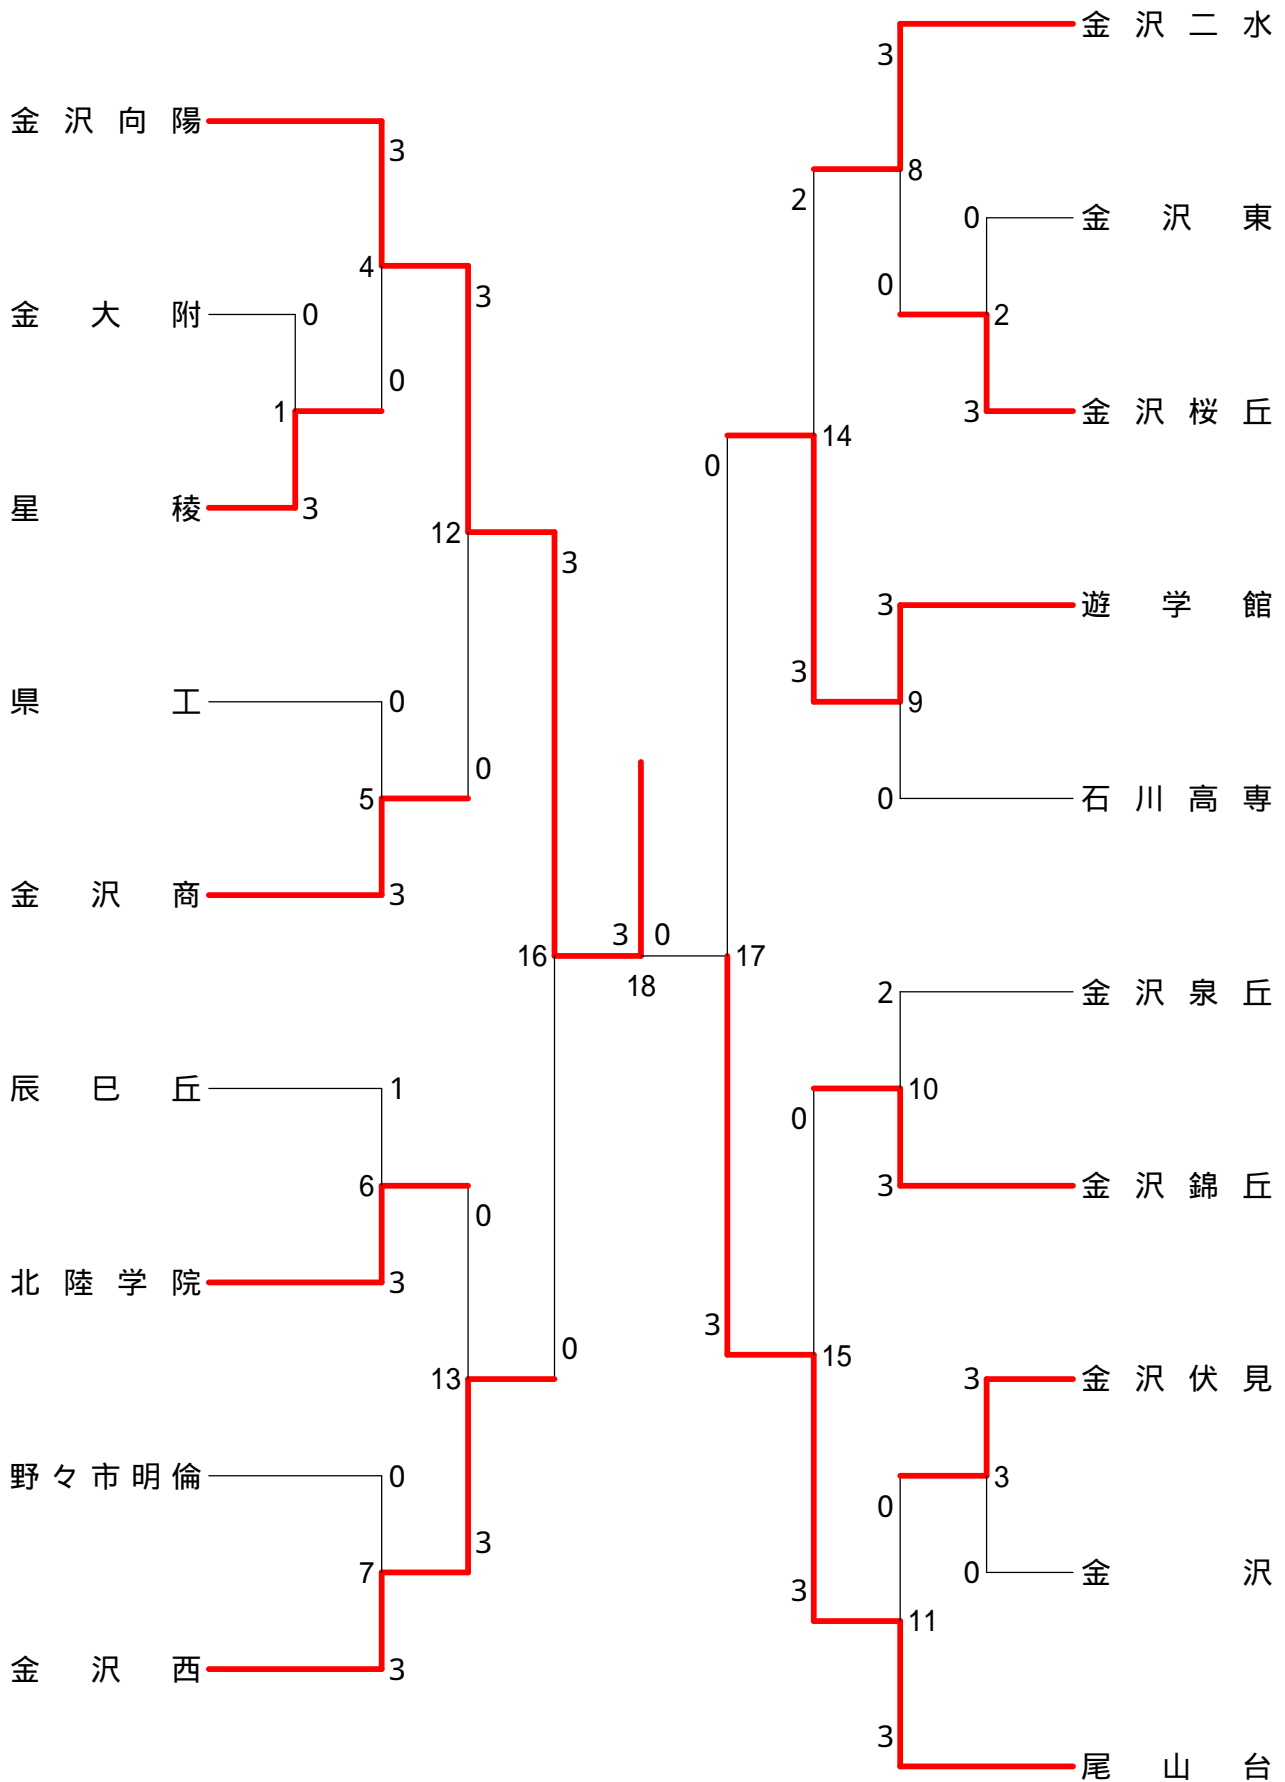 金沢二水
3
金沢向陽
3
8
2
金沢東
0
4
3
0
金大附
0
2
0
1
3
金沢桜丘
14
0
星稜
3
12
3
3
遊学館
3
県工
0
9
0
5
0
石川高専
金沢商
3
3
0
16
17
18
2
金沢泉丘
辰巳丘
1
10
0
6
3
金沢錦丘
0
北陸学院
3
3
0
15
13
3
金沢伏見
野々市明倫
0
3
0
3
7
0
金沢
3
11
金沢西
3
3
尾山台